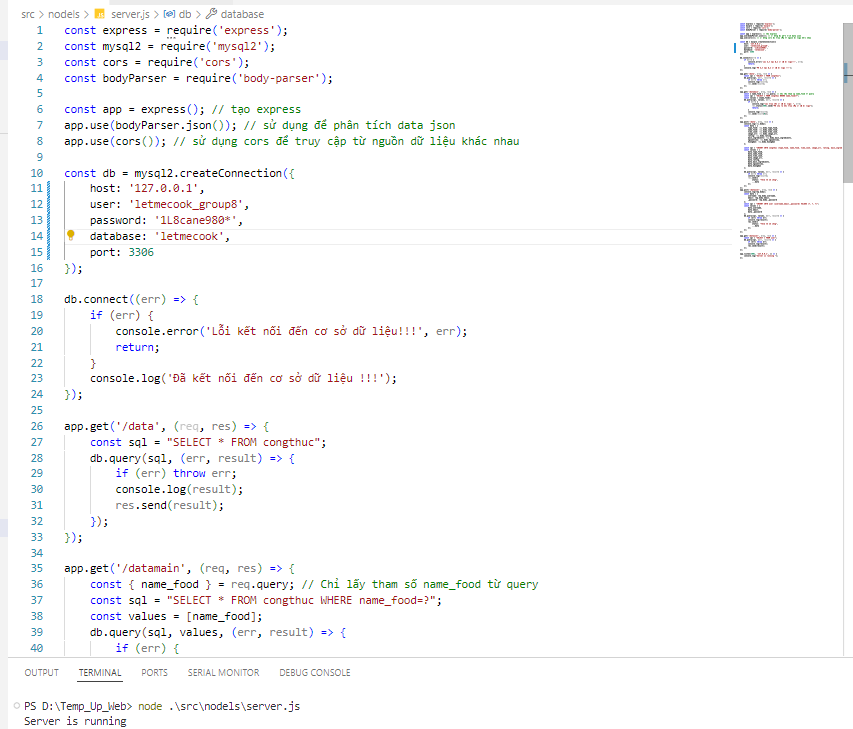 src > nodels > server.js > db > database
1 const express = require('express');
2 const mysql2 = require('mysql2');
3 const cors = require('cors');
4 const bodyParser = require('body-parser');
5
6 const app = express(); // tạo express
7 app.use(bodyParser.json()); // sử dụng để phân tích data json
8 app.use(cors()); // sử dụng cors để truy cập từ nguồn dữ liệu khác nhau
9
10 const db = mysql2.createConnection({
11 host: '127.0.0.1',
12 user: 'letmecook_group8',
13 password: '1L8cane980*',
14 database: 'letmecook',
15 port: 3306
16 });
17
18 db.connect((err) => {
19 if (err) {
20 console.error('Lỗi kết nối đến cơ sở dữ liệu!!!', err);
21 return;
22 }
23 console.log('Đã kết nối đến cơ sở dữ liệu !!!');
24 });
25
26 app.get('/data', (req, res) => {
27 const sql = "SELECT * FROM congthuc";
28 db.query(sql, (err, result) => {
29 if (err) throw err;
30 console.log(result);
31 res.send(result);
32 });
33 });
34
35 app.get('/datamain', (req, res) => {
36 const { name_food } = req.query; // Chỉ lấy tham số name_food từ query
37 const sql = "SELECT * FROM congthuc WHERE name_food=?";
38 const values = [name_food];
39 db.query(sql, values, (err, result) => {
40 if (err) {
OUTPUT TERMINAL PORTS SERIAL MONITOR DEBUG CONSOLE
PS D:\Temp_Up_Web> node .\src\nodels\server.js
Server is running